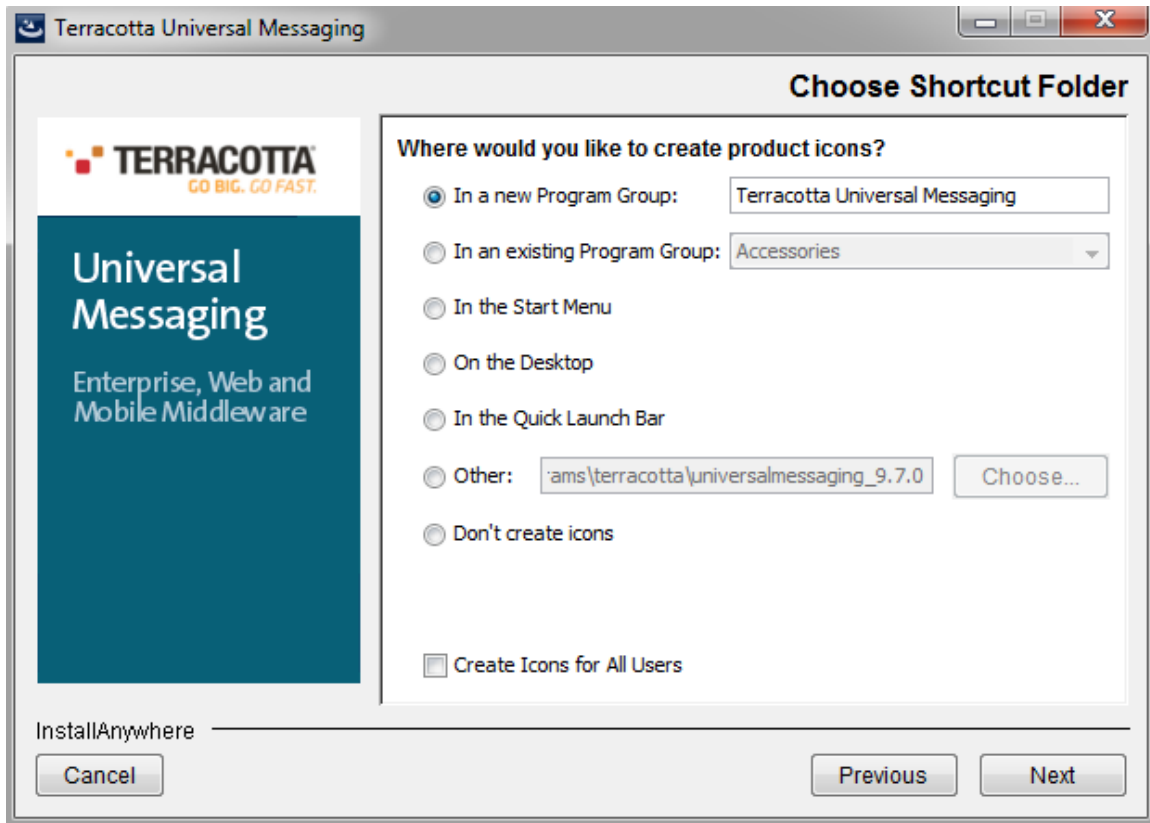 Terracotta Universal Messaging
Choose Shortcut Folder
TERRACOTTA
GO BIG. GO FAST.
Universal
Messaging
Enterprise, Web and
Mobile Middleware
Where would you like to create product icons?
In a new Program Group: Terracotta Universal Messaging
In an existing Program Group: Accessories
In the Start Menu
On the Desktop
In the Quick Launch Bar
Other: ams\terracotta\universalmessaging_9.7.0 Choose...
Don't create icons
Create Icons for All Users
InstallAnywhere
Cancel Previous Next